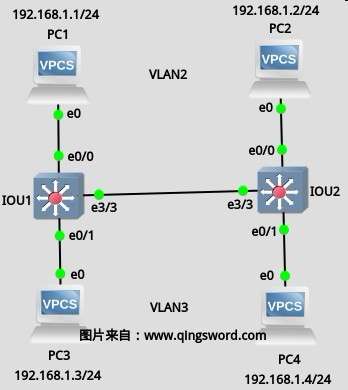 192.168.1.1/24
192.168.1.2/24
PC1
PC2
VPCS
VPCS
VLAN2
e0
e0
e0/0
e0/0
IOU1
e3/3
e3/3
IOU2
e0/1
e0/1
e0
e0
VPCS
VLAN3
VPCS
图片来自：www.qingsword.com
PC3
PC4
192.168.1.3/24
192.168.1.4/24